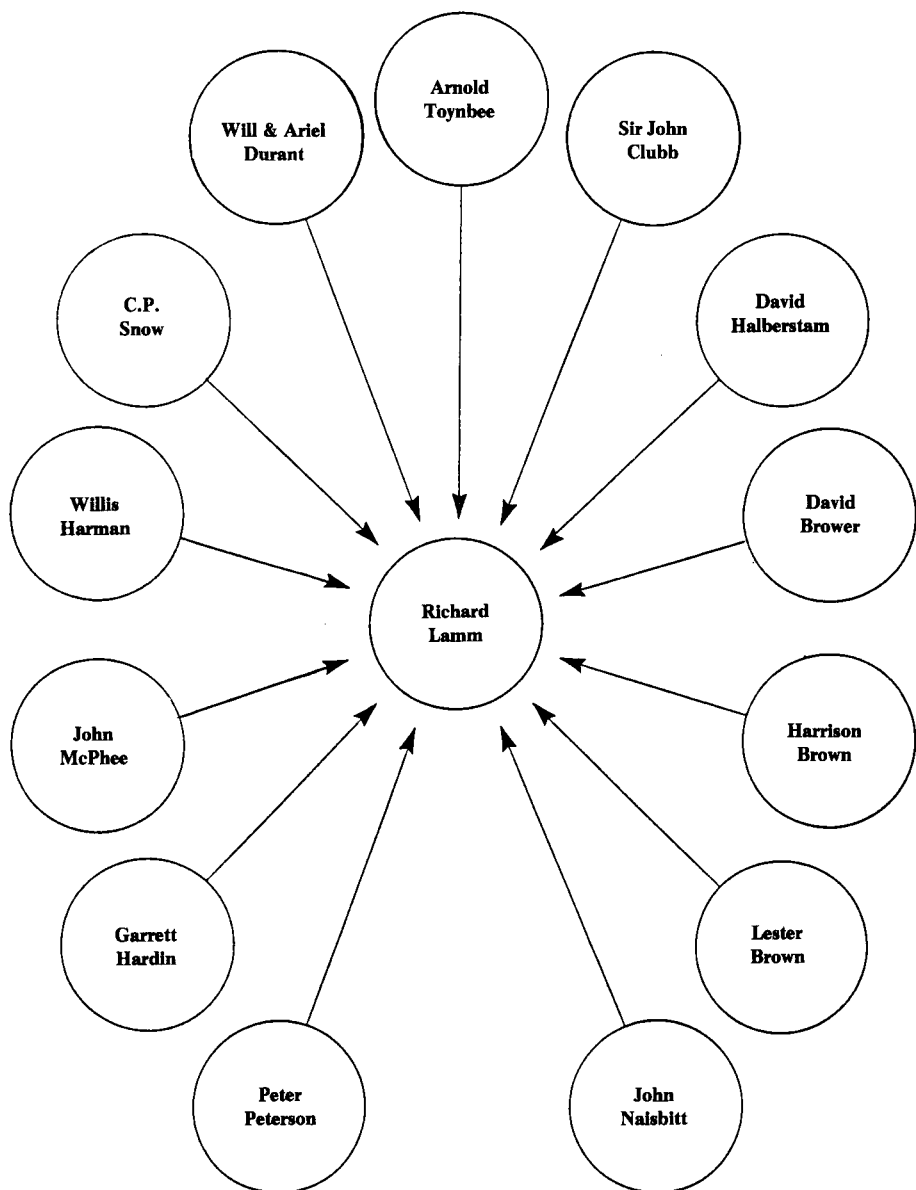 Arnold
Toynbee
Will & Ariel
Durant
Sir John
Clubb
C.P.
Snow
David
Halberstam
Willis
Harman
David
Brower
Richard
Lamm
John
McPhee
Harrison
Brown
Garrett
Hardin
Lester
Brown
Peter
Peterson
John
Naisbitt